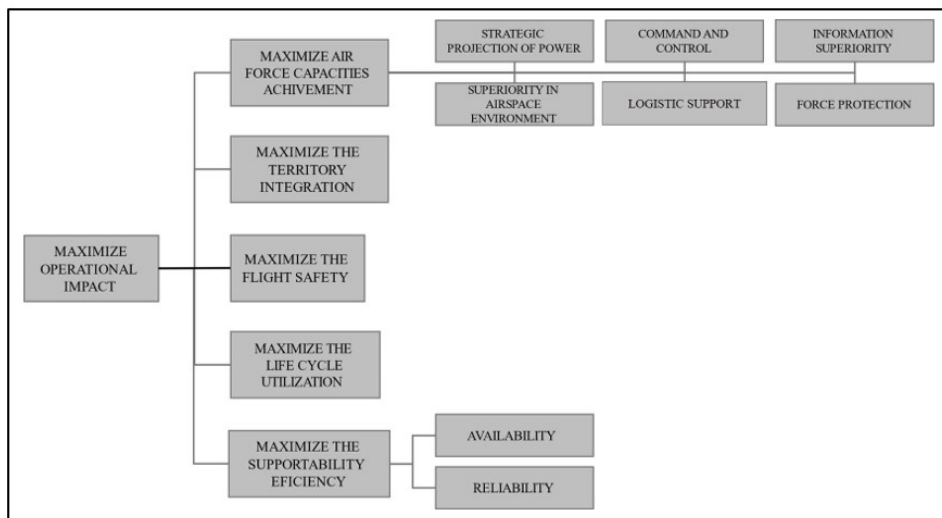 MAXIMIZE AIR
FORCE CAPACITIES
ACHIVEMENT
STRATEGIC
PROJECTION OF POWER
COMMAND AND
CONTROL
INFORMATION
SUPERIORITY
SUPERIORITY IN
AIRSPACE
ENVIRONMENT
LOGISTIC SUPPORT
FORCE PROTECTION
MAXIMIZE THE
TERRITORY
INTEGRATION
MAXIMIZE
OPERATIONAL
IMPACT
MAXIMIZE THE
FLIGHT SAFETY
MAXIMIZE THE
LIFE CYCLE
UTILIZATION
MAXIMIZE THE
SUPPORTABILITY
EFICIENCY
AVAILABILITY
RELIABILITY